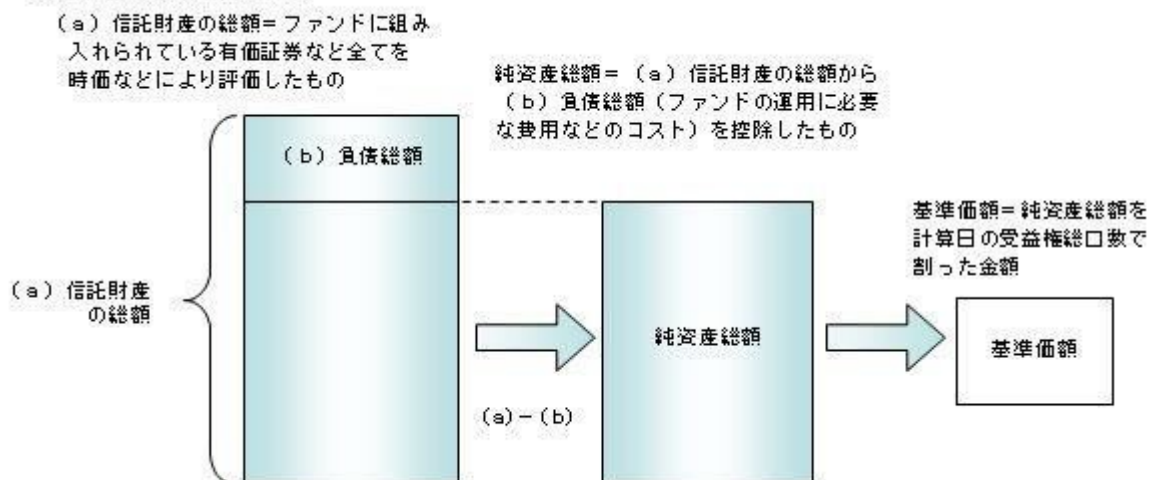 (a)信託財産の総額=ファンドに組み
入れられている有価証券など全てを
時価などにより評価したもの
純資産総額=(a)信託財産の総額から
(b)負債総額(ファンドの運用に必要
な費用などのコスト)を控除したもの
(b)負債総額
基準価額=純資産総額を
計算日の受益権総口数で
割った金額
(a)信託財産
の総額
純資産総額
基準価額
(a)-(b)